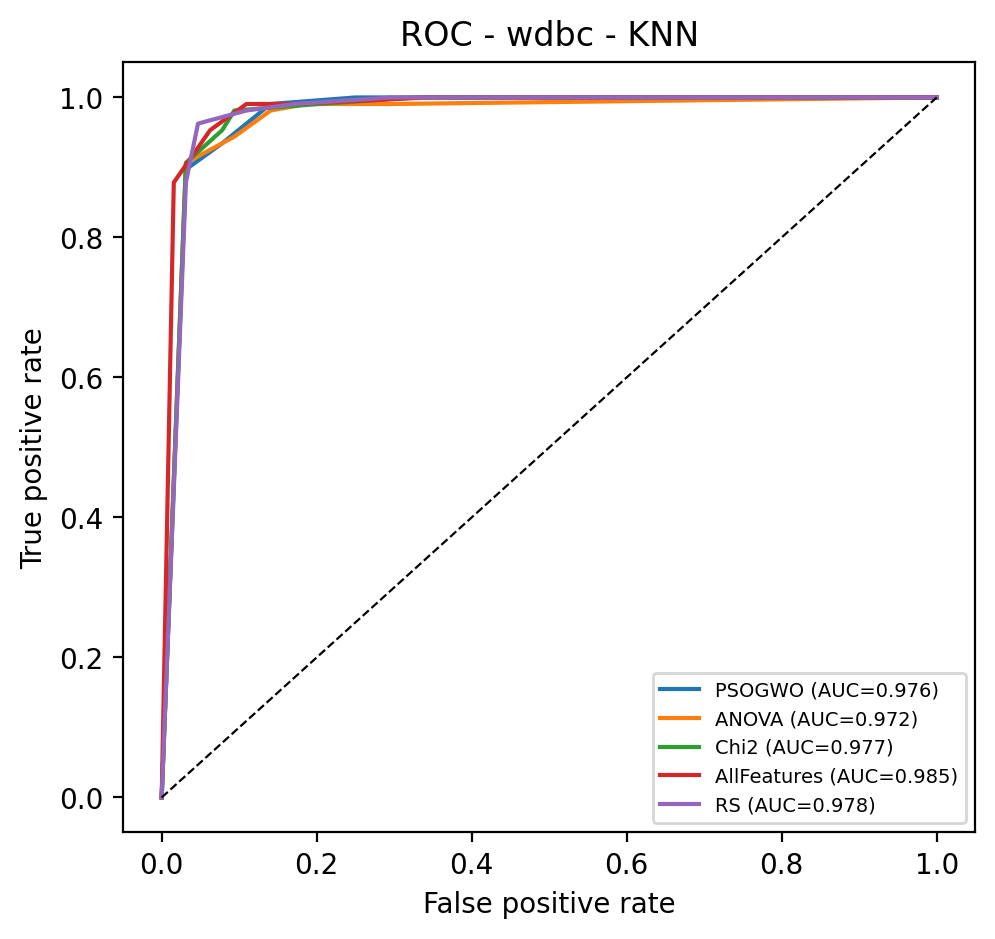 ROC - wdbc - KNN
True positive rate
1.0
0.8
0.6
0.4
0.2
0.0
PSOGWO (AUC=0.976)
ANOVA (AUC=0.972)
Chi2 (AUC=0.977)
AllFeatures (AUC=0.985)
RS (AUC=0.978)
0.0 0.2 0.4 0.6 0.8 1.0
False positive rate